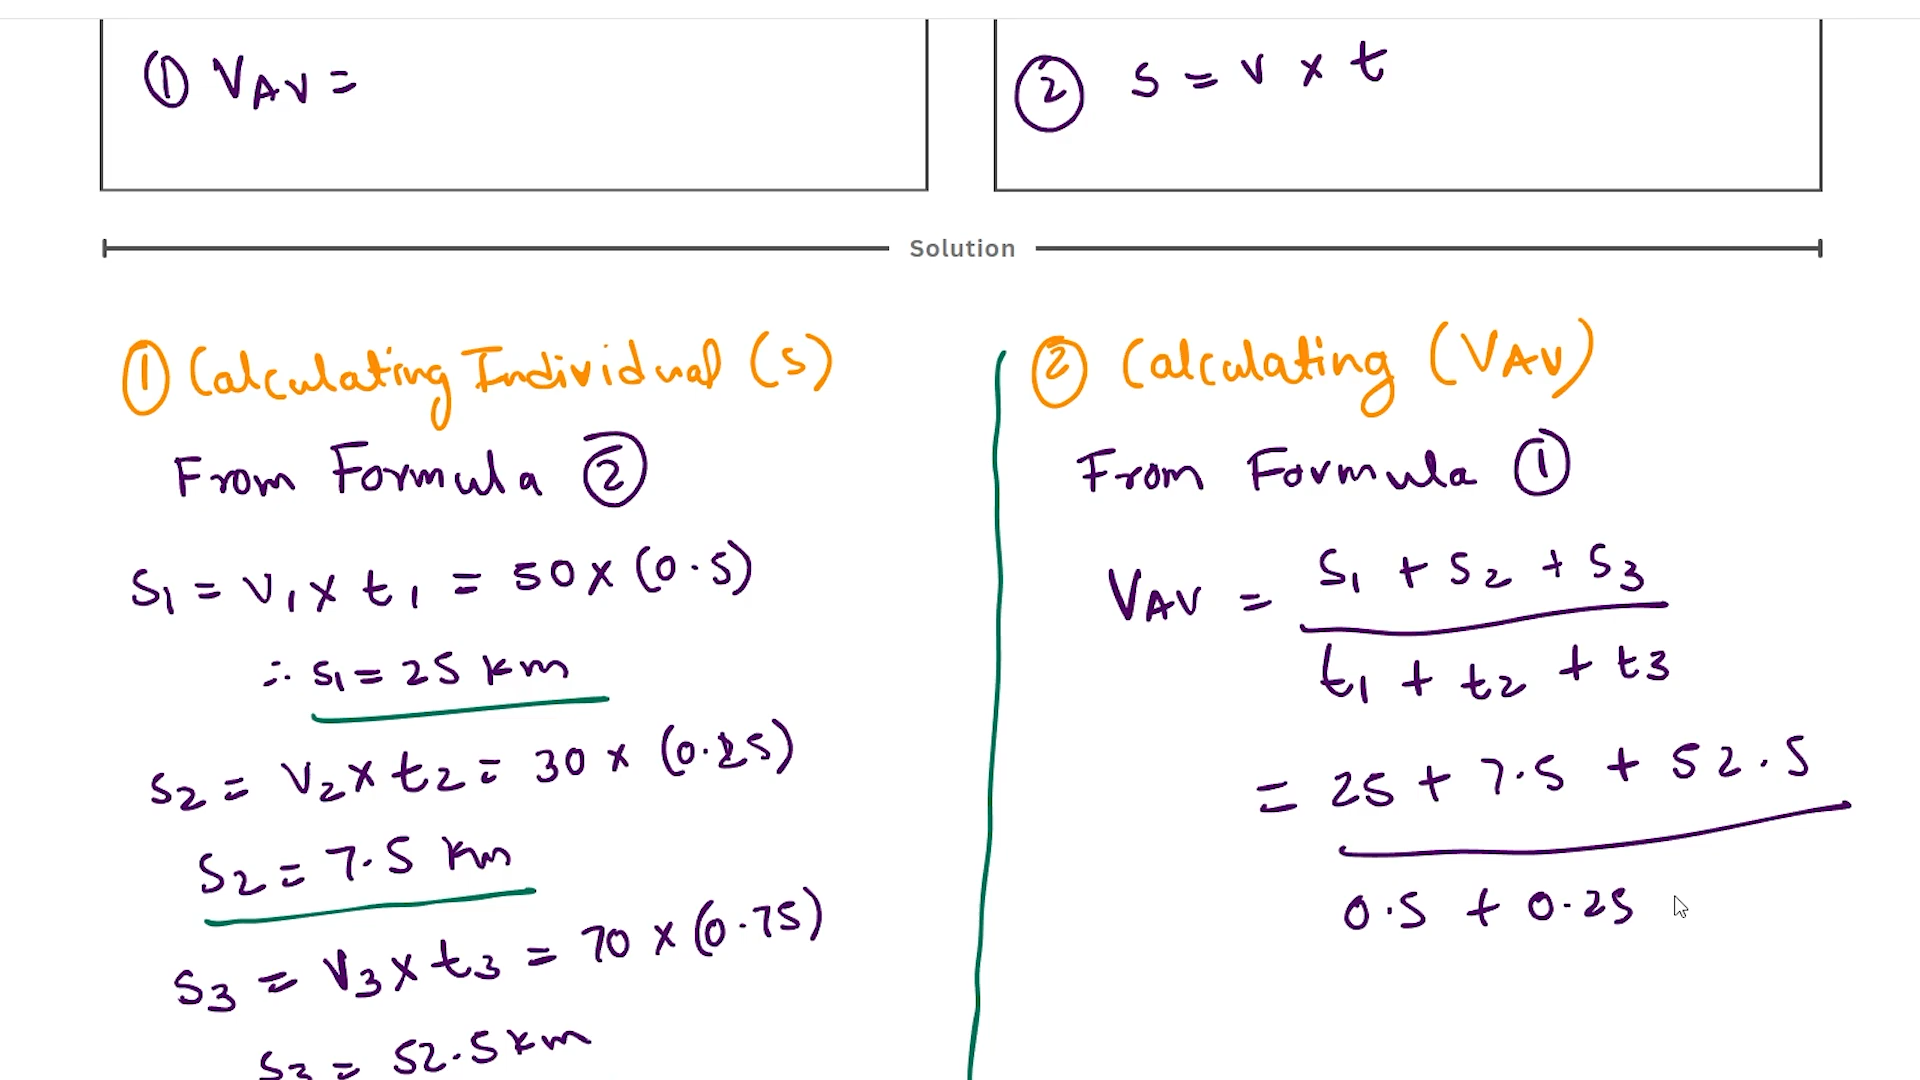 ① VAV =
② S = v × t
Solution
① Calculating Individual (S)
From Formula ②
S1 = V1 × t1 = 50 × (0.5)
∴ S1 = 25 km
S2 = V2 × t2 = 30 × (0.25)
S2 = 7.5 km
S3 = V3 × t3 = 70 × (0.75)
S3 = 52.5 km
② Calculating (VAV)
From Formula ①
VAV = S1 + S2 + S3
t1 + t2 + t3
= 25 + 7.5 + 52.5
0.5 + 0.25